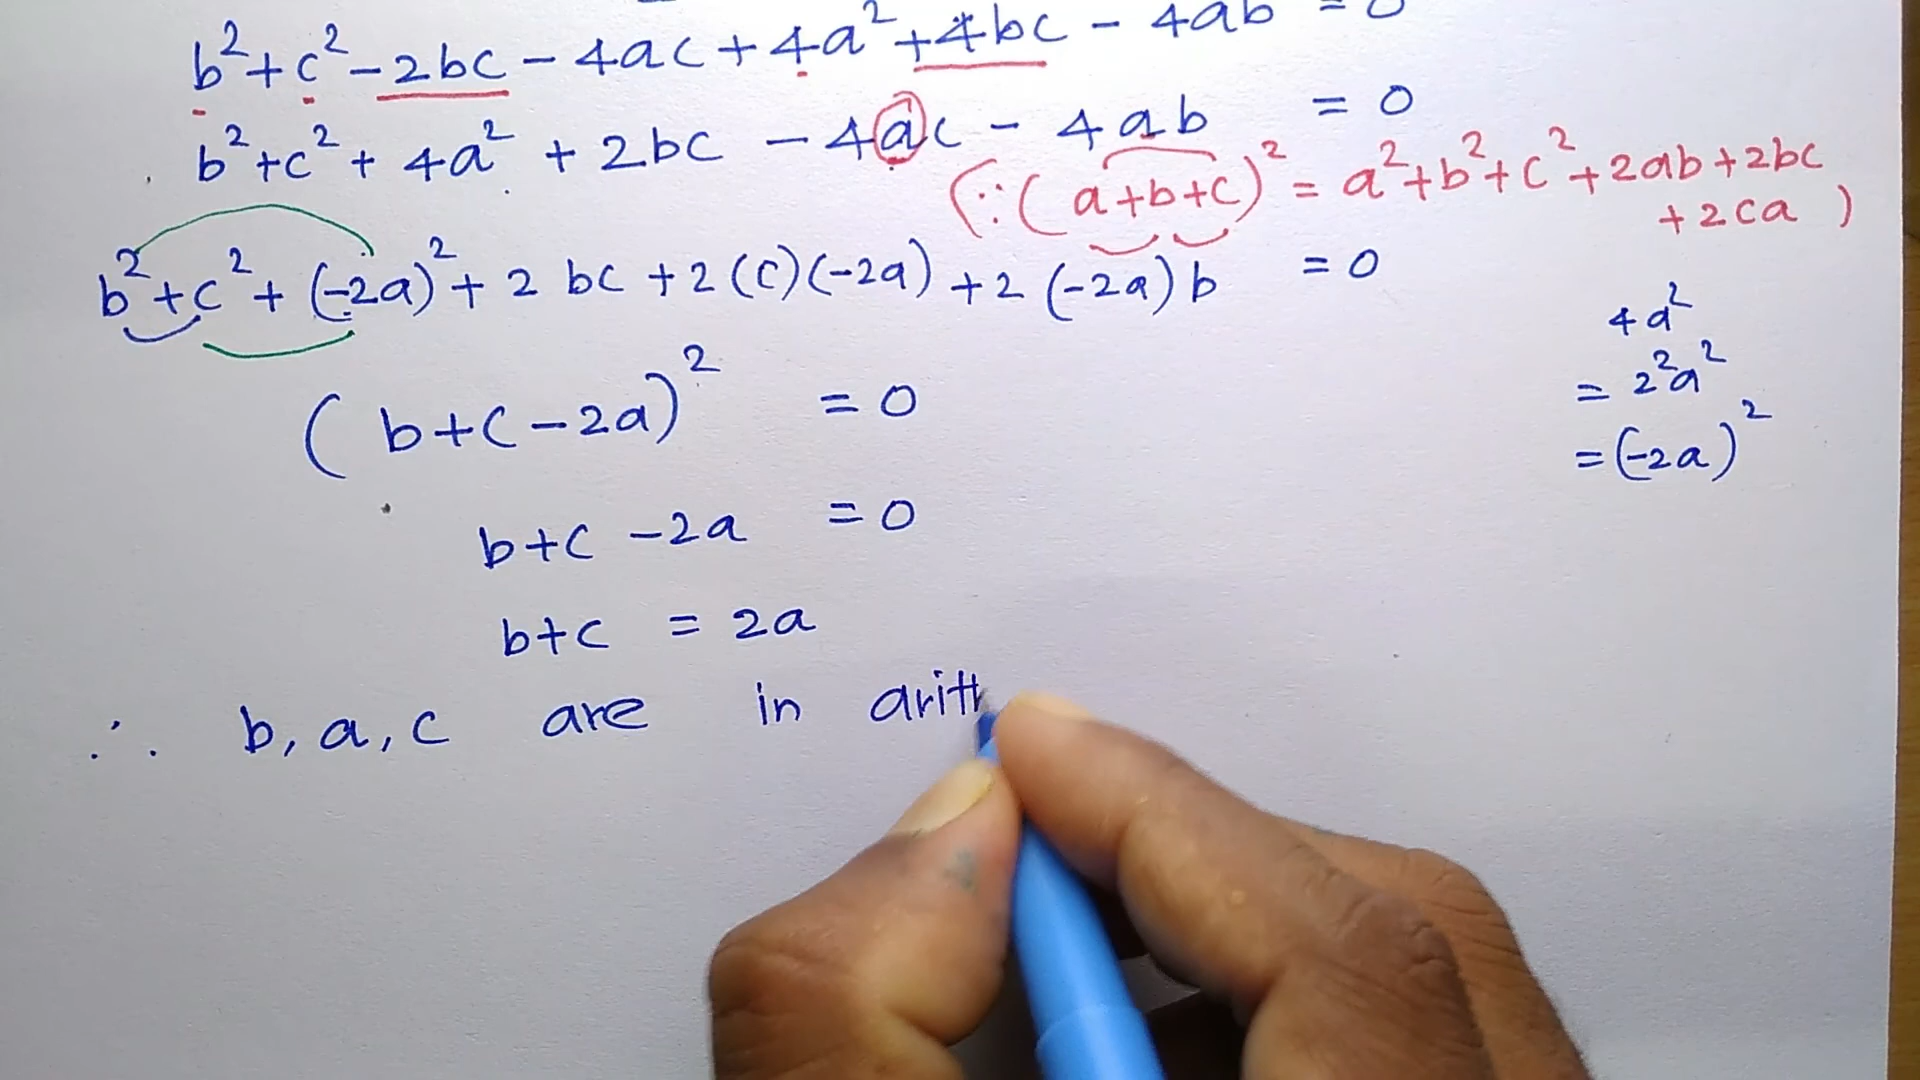 b²+c²-2bc-4ac+4a²+4bc-4ab=0
b²+c²+4a²+2bc-4ac-4ab=0
(∵(a+b+c)²=a²+b²+c²+2ab+2bc
+2ca)
b²+c²+(-2a)²+2bc+2(c)(-2a)+2(-2a)b=0
4a²
=2²a²
=(-2a)²
(b+c-2a)²=0
b+c-2a=0
b+c=2a
∴ b, a, c are in arith